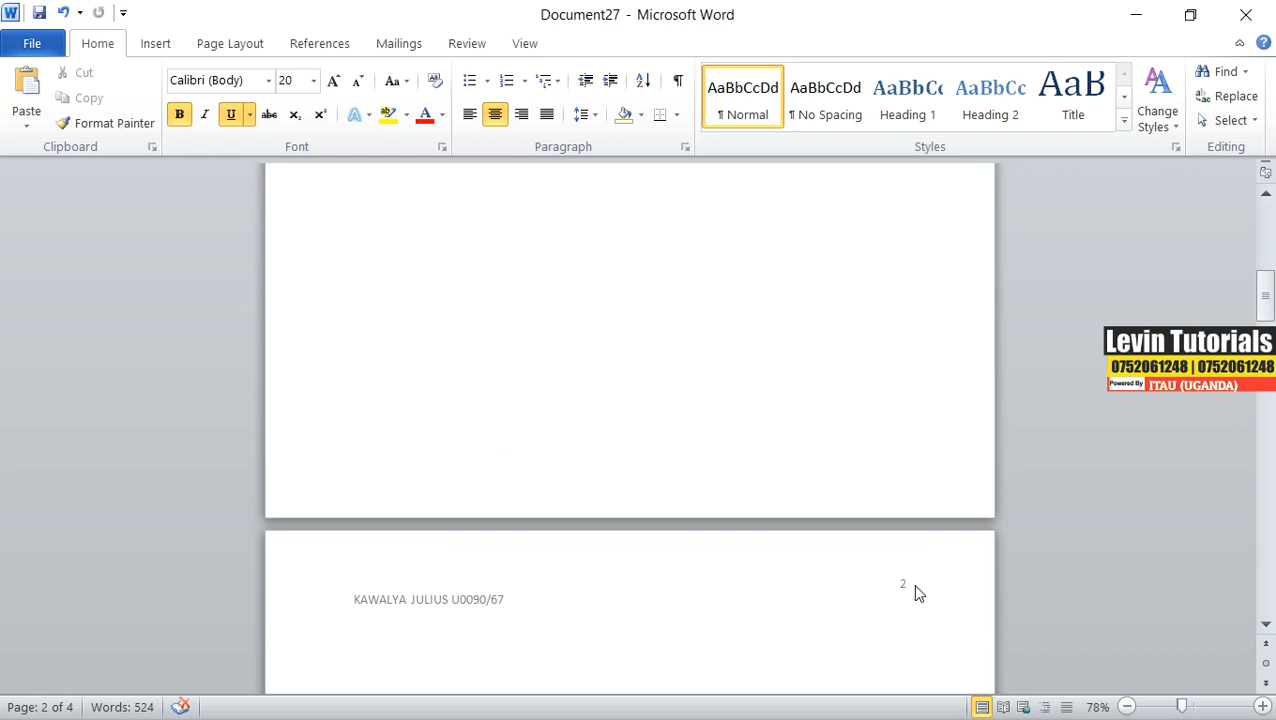 Document27 - Microsoft Word
File Home Insert Page Layout References Mailings Review View
Paste
Cut
Copy
Format Painter
Clipboard
Calibri (Body) 20
Font
Paragraph
AaBbCcDd
¶ Normal
AaBbCcDd
¶ No Spacing
AaBbCc
Heading 1
AaBbCc
Heading 2
AaB
Title
Change
Styles
Styles
Find
Replace
Select
Editing
Levin Tutorials
0752061248 | 0752061248
Powered By ITAU (UGANDA)
2
KAWALYA JULIUS U0090/67
Page: 2 of 4 Words: 524 78%